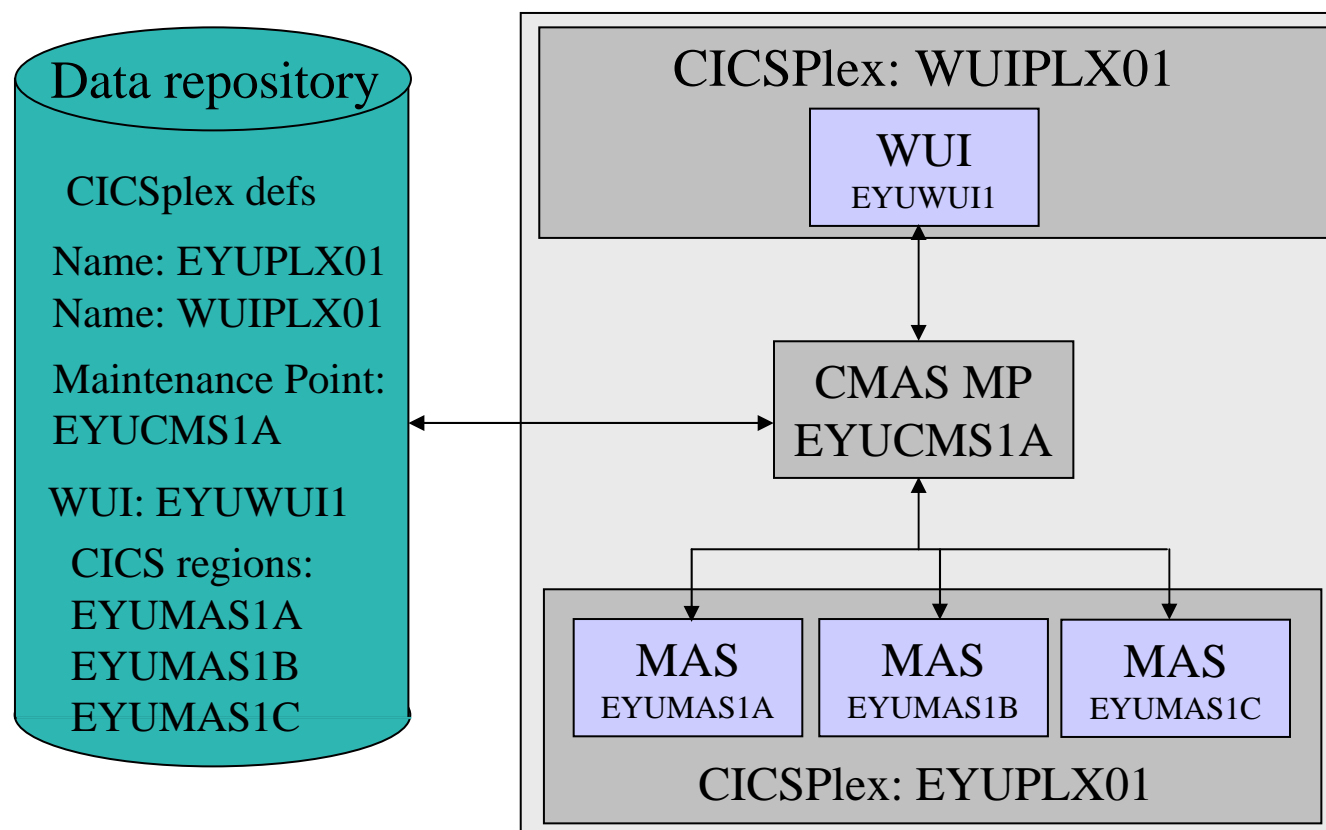 Data repository
CICSplex defs
Name: EYUPLX01
Name: WUIPLX01
Maintenance Point:
EYUCMS1A
WUI: EYUWUI1
CICS regions:
EYUMAS1A
EYUMAS1B
EYUMAS1C
CICSPlex: WUIPLX01
WUI
EYUWUI1
CMAS MP
EYUCMS1A
MAS
EYUMAS1A
MAS
EYUMAS1B
MAS
EYUMAS1C
CICSPlex: EYUPLX01